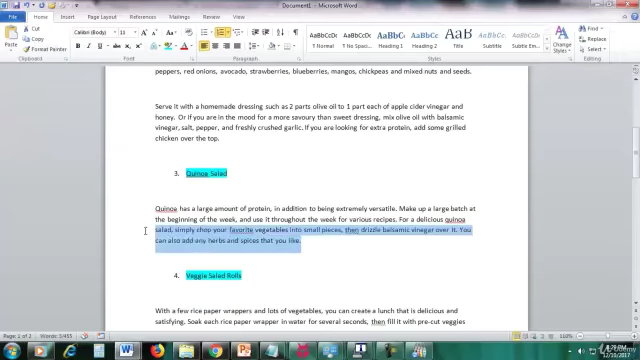 Document1 - Microsoft Word
File Home Insert Page Layout References Mailings Review View
Cut
Copy
Paste
Format Painter
Clipboard
Calibri (Body) 11
Font
Paragraph
AaBbCcDc AaBbCcDc
¶ Normal ¶ No Spaci... Heading 1 Heading 2 Title Subtitle Subtle Em... Emphasis
Styles
Change
Styles
Find
Replace
Select
Editing
peppers, red onions, avocado, strawberries, blueberries, mangos, chickpeas and mixed nuts and seeds.
Serve it with a homemade dressing such as 2 parts olive oil to 1 part each of apple cider vinegar and
honey. Or if you are in the mood for a more savoury than sweet dressing, mix olive oil with balsamic
vinegar, salt, pepper, and freshly crushed garlic. If you are looking for extra protein, add some grilled
chicken over the top.
3. Quinoa Salad
Quinoa has a large amount of protein, in addition to being extremely versatile. Make up a large batch at
the beginning of the week, and use it throughout the week for various recipes. For a delicious quinoa
salad, simply chop your favorite vegetables into small pieces, then drizzle balsamic vinegar over it. You
can also add any herbs and spices that you like.
4. Veggie Salad Rolls
With a few rice paper wrappers and lots of vegetables, you can create a lunch that is delicious and
satisfying. Soak each rice paper wrapper in water for several seconds, then fill it with pre-cut veggies
Page: 1 of 2 Words: 5/455
110%
12/10/2017